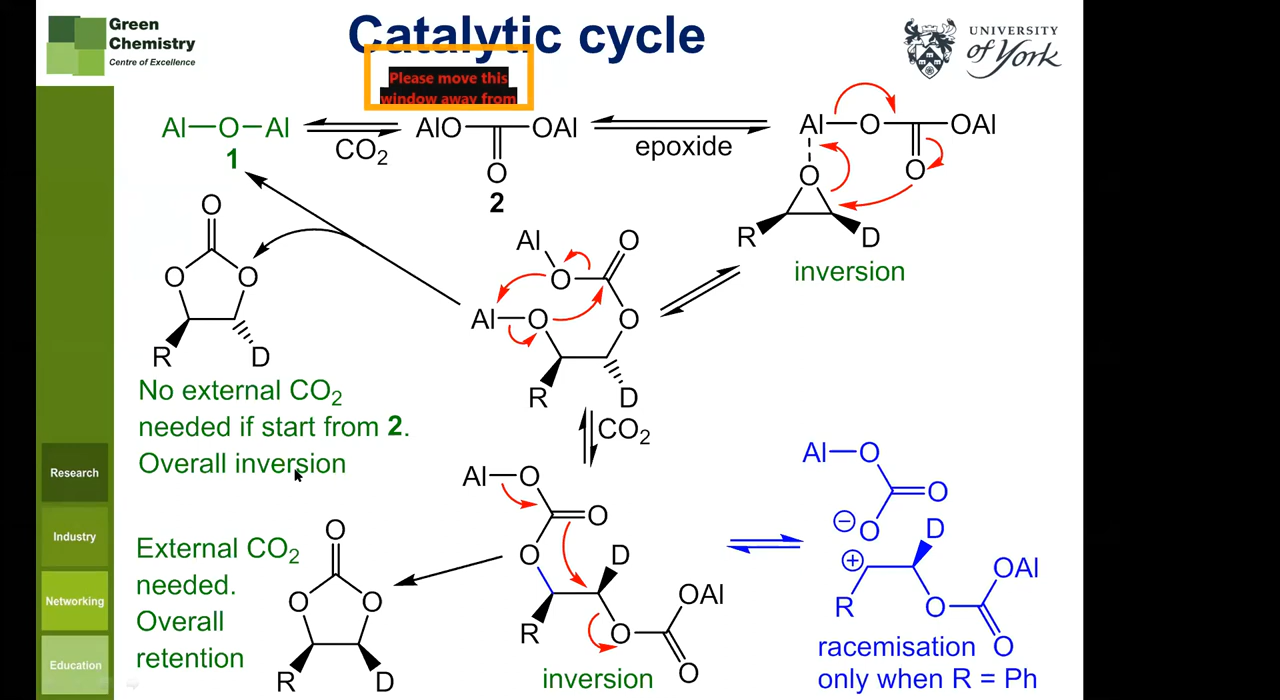 Green
Chemistry
Centre of Excellence
Catalytic cycle
UNIVERSITY
of York
Please move this
window away from
Al—O—Al
1
CO₂
AlO OAl
O
2
epoxide
Al O OAl
O
O
R D
inversion
O
O O
R D
Al O
O
Al O O
R D
No external CO₂
needed if start from 2.
Overall inversion
CO₂
Al O
O
O D
R O OAl
O
inversion
External CO₂
needed.
Overall
retention
O
O O
R D
Al O
O
⊖ O
D
⊕
R O OAl
O
racemisation
only when R = Ph
Research
Industry
Networking
Education